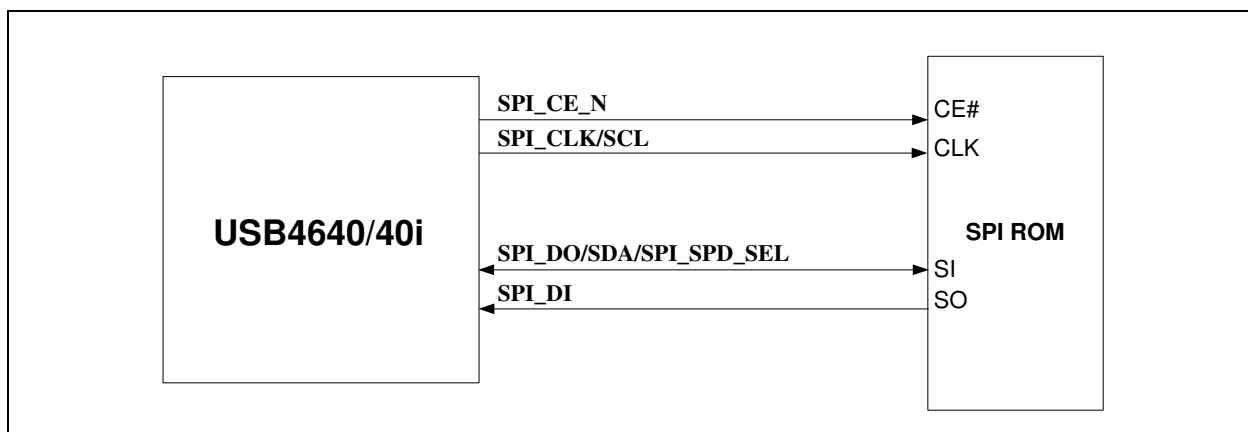 SPI_CE_N
CE#
SPI_CLK/SCL
CLK
USB4640/40i
SPI ROM
SPI_DO/SDA/SPI_SPD_SEL
SI
SPI_DI
SO